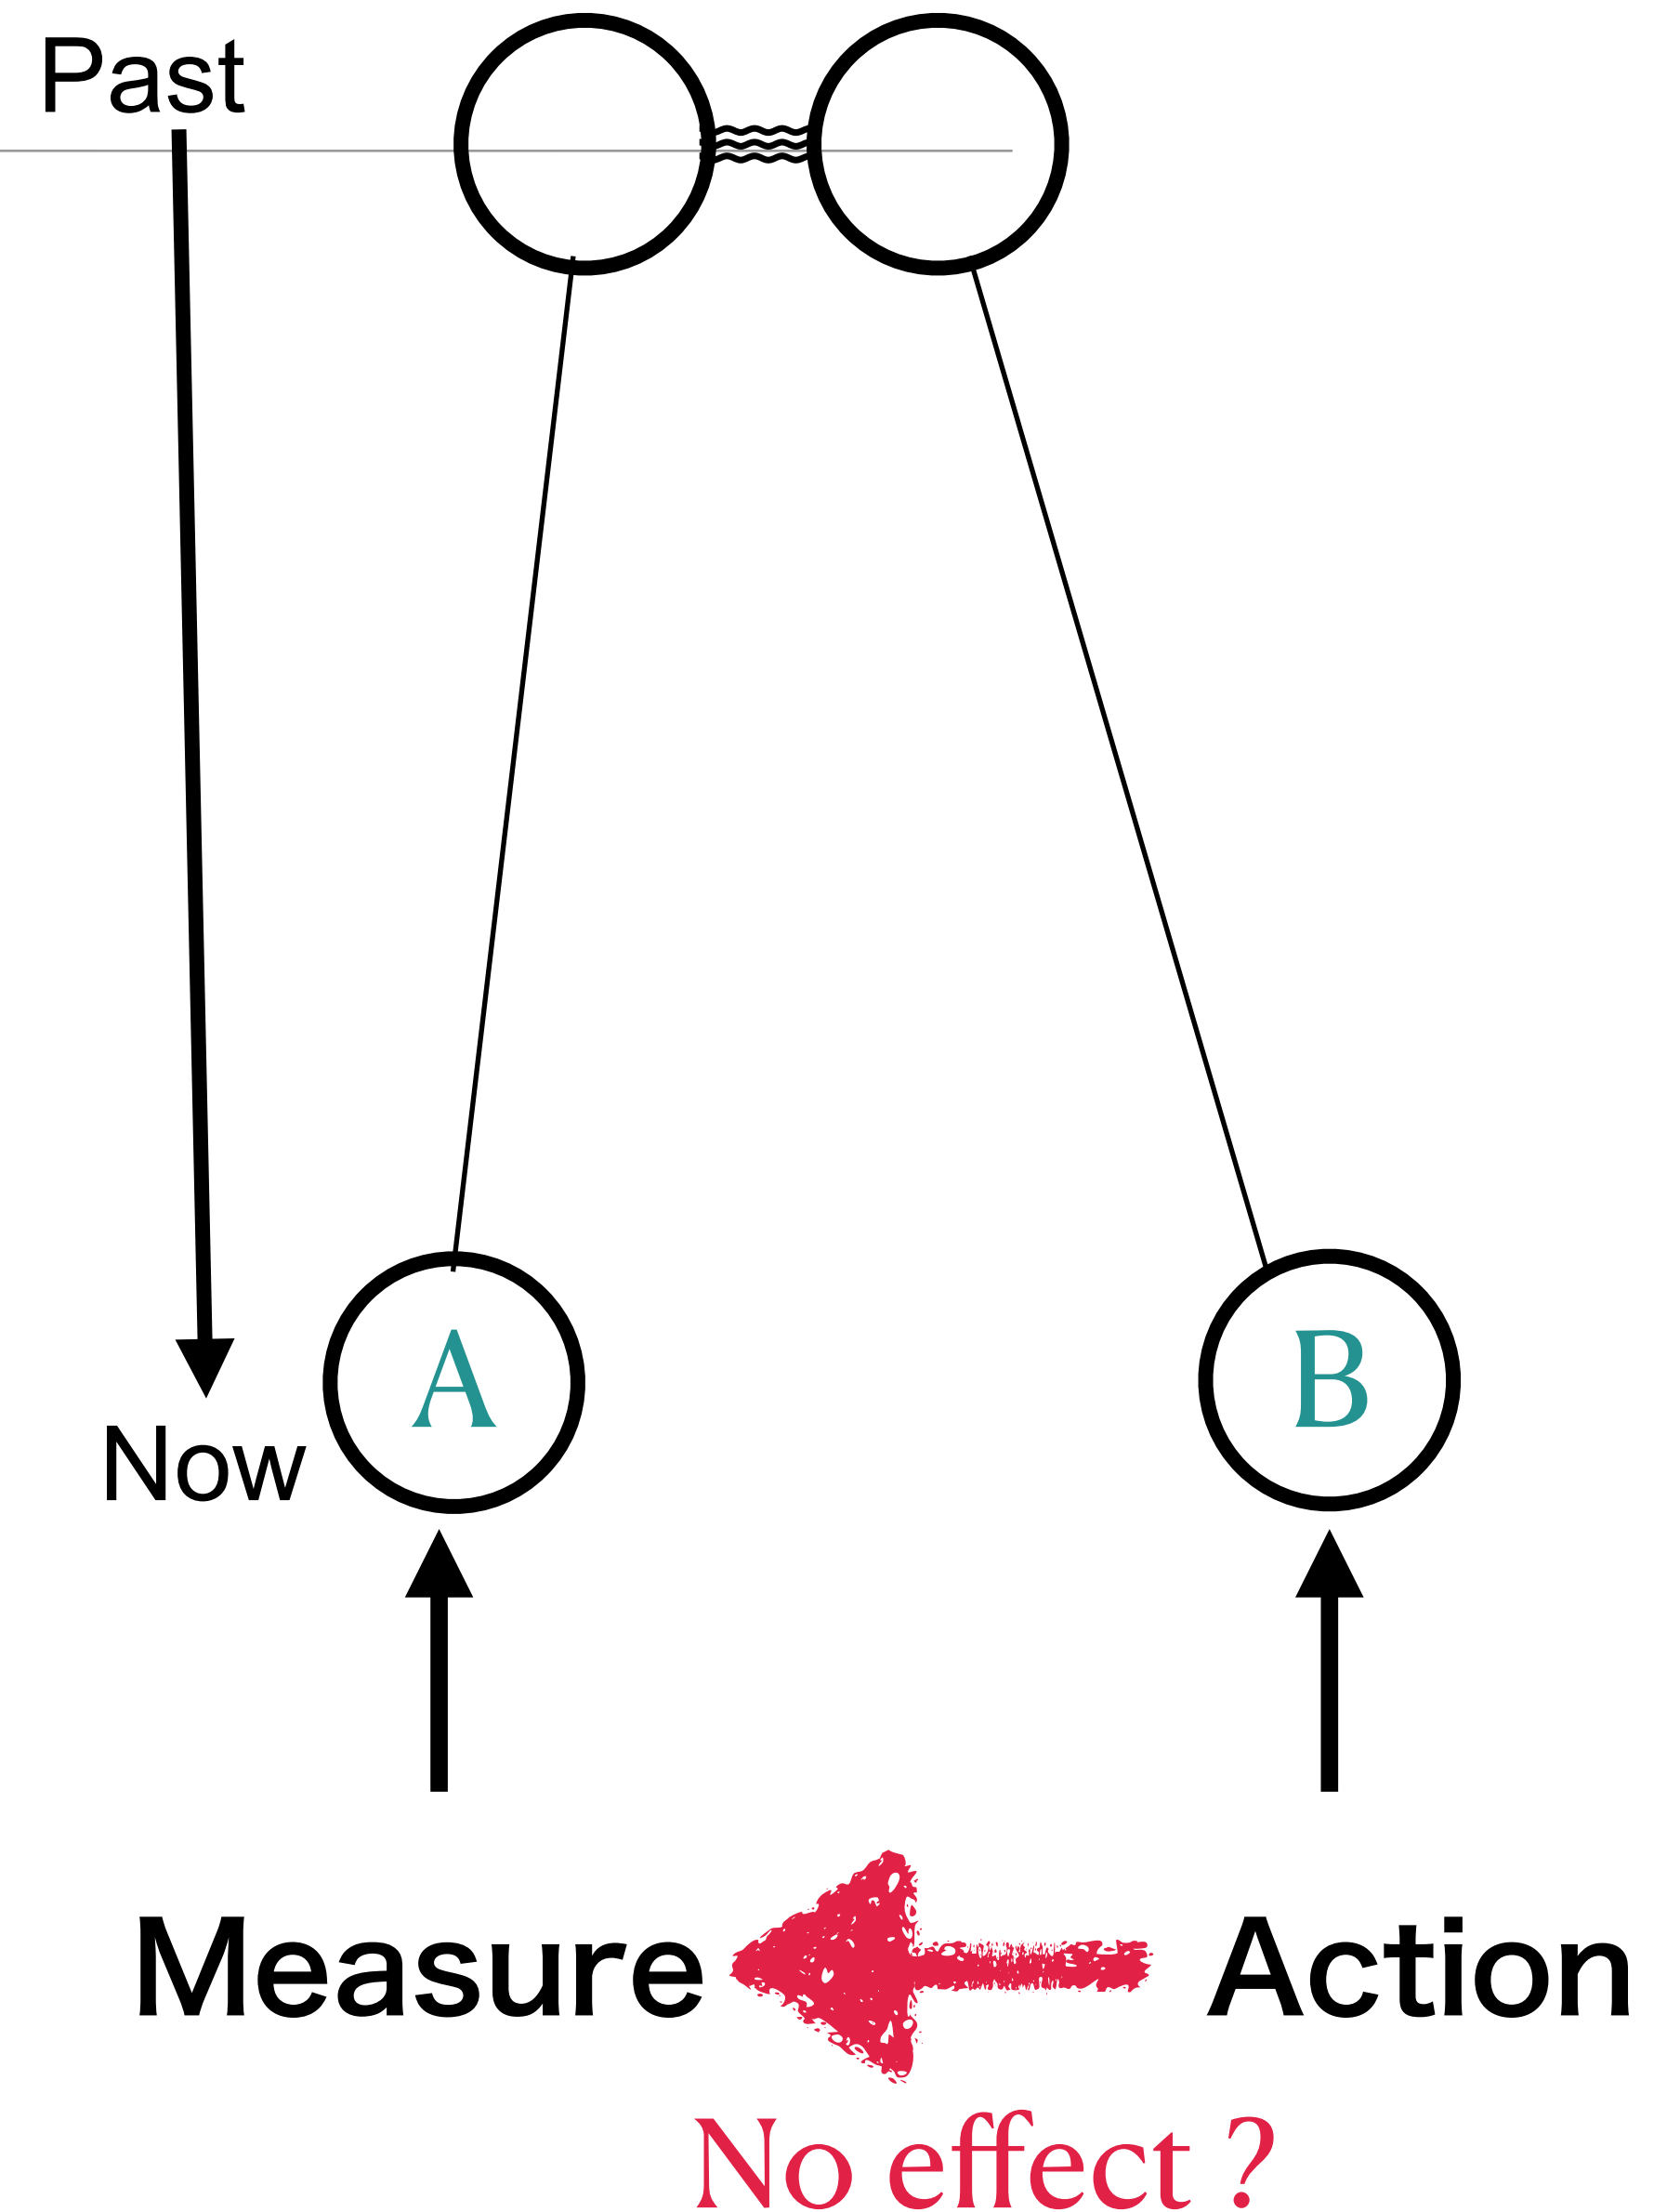 Past
Now
A
B
Measure
Action
No effect ?